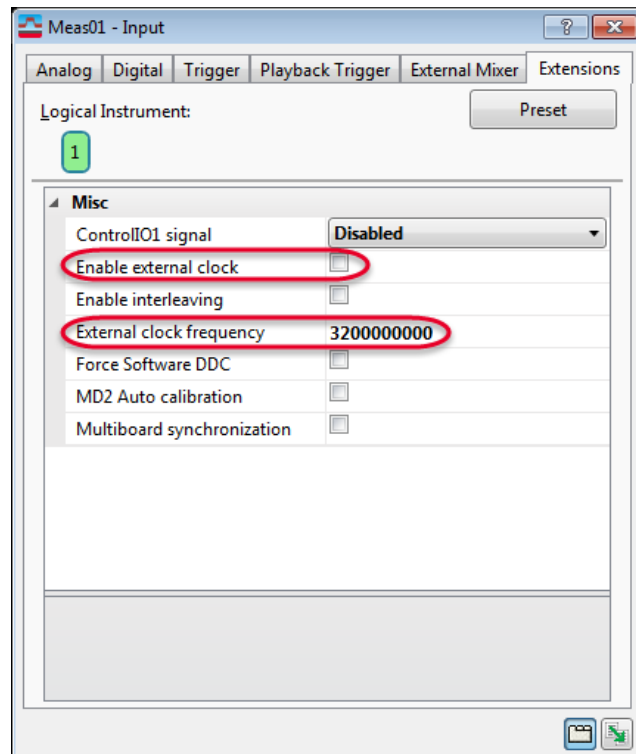 Meas01 - Input
Analog Digital Trigger Playback Trigger External Mixer Extensions
Logical Instrument:
Preset
1
Misc
ControlIO1 signal Disabled
Enable external clock
Enable interleaving
External clock frequency 3200000000
Force Software DDC
MD2 Auto calibration
Multiboard synchronization